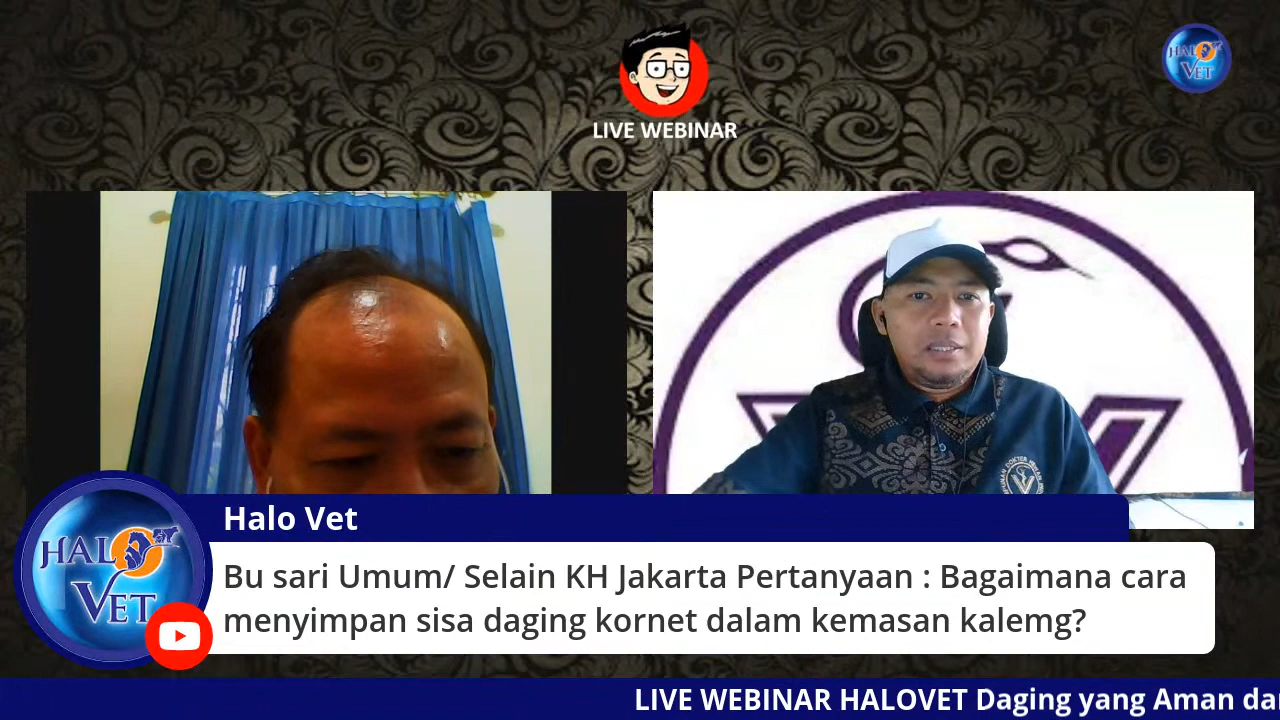 HALO
VET
LIVE WEBINAR
HALO
VET
Halo Vet
Bu sari Umum/ Selain KH Jakarta Pertanyaan : Bagaimana cara
menyimpan sisa daging kornet dalam kemasan kalemg?
LIVE WEBINAR HALOVET Daging yang Aman dan